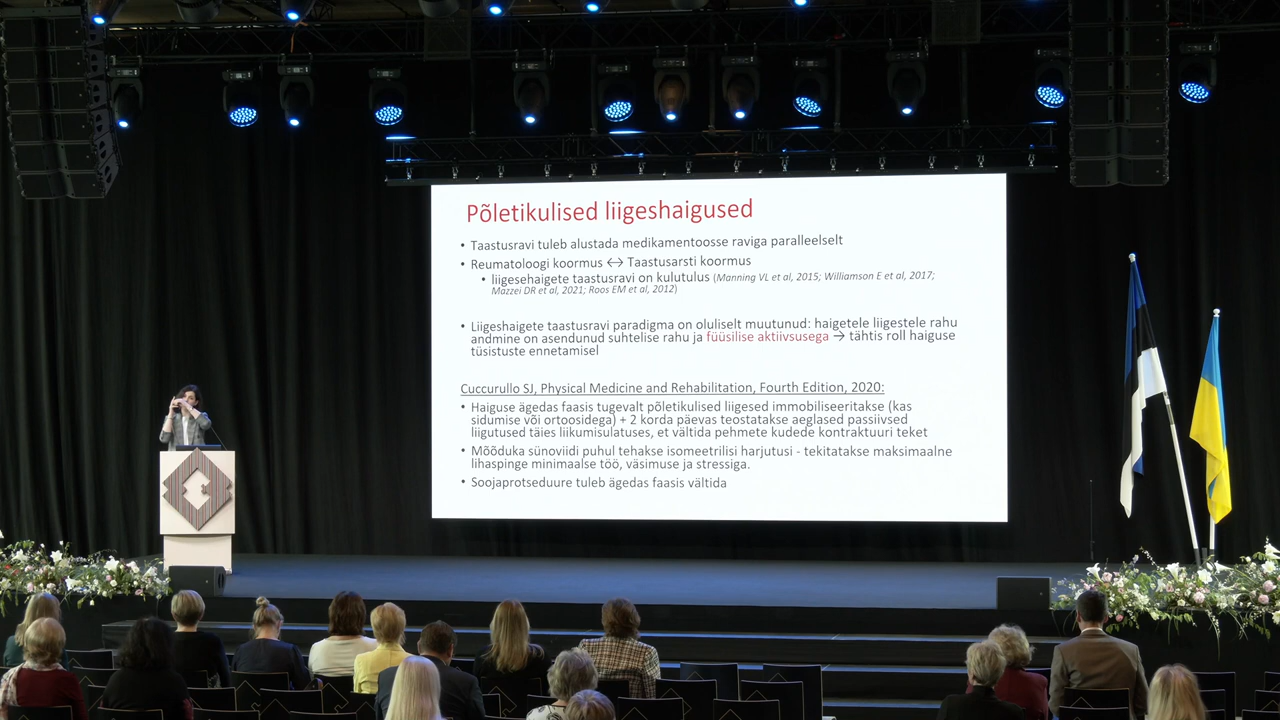 Põletikulised liigeshaigused
• Taastusravi tuleb alustada medikamentoosse raviga paralleelselt
• Reumatoloogi koormus ↔ Taastusarsti koormus
• liigesehaigete taastusravi on kulutulus (Manning VL et al, 2015; Williamson E et al, 2017;
Mazzei DR et al, 2021; Roos EM et al, 2012)
• Liigeshaigete taastusravi paradigma on oluliselt muutunud: haigetele liigestele rahu
andmine on asendunud suhtelise rahu ja füüsilise aktiivsusega → tähtis roll haiguse
tüsistuste ennetamisel
Cuccurullo SJ, Physical Medicine and Rehabilitation, Fourth Edition, 2020:
• Haiguse ägedas faasis tugevalt põletikulised liigesed immobiliseeritakse (kas
sidumise või ortoosidega) + 2 korda päevas teostatakse aeglased passiivsed
liigutused täies liikumisulatuses, et vältida pehmete kudede kontraktuuri teket
• Mõõduka sünoviidi puhul tehakse isomeetrilisi harjutusi - tekitatakse maksimaalne
lihaspinge minimaalse töö, väsimuse ja stressiga.
• Soojaprotseduure tuleb ägedas faasis vältida